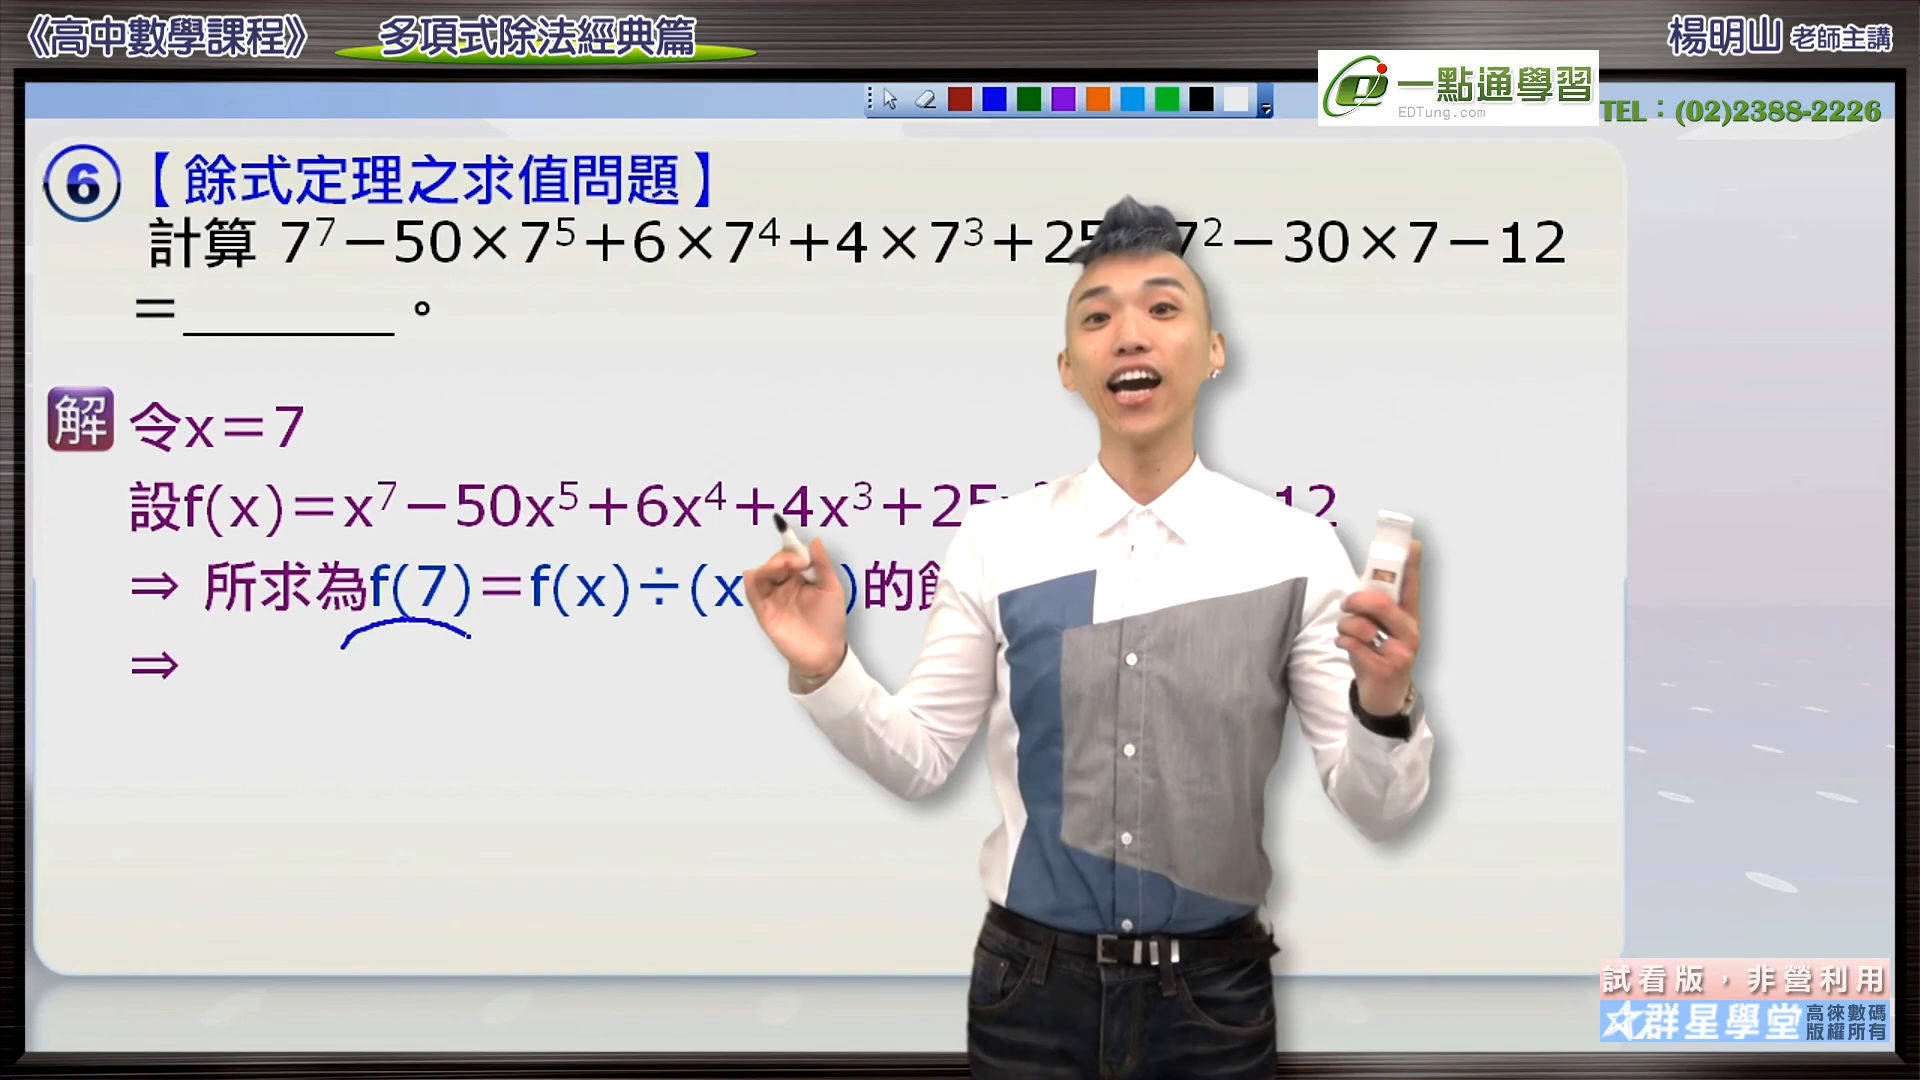 《高中數學課程》 多項式除法經典篇 楊明山 老師主講
一點通學習
EDTung.com
TEL：(02)2388-2226
6 【餘式定理之求值問題】
計算 7⁷－50×7⁵＋6×7⁴＋4×7³＋25 7²－30×7－12
＝________。
解 令x＝7
設f(x)＝x⁷－50x⁵＋6x⁴＋4x³＋25 12
⇒ 所求為f(7)＝f(x)÷(x )的
⇒
試看版，非營利用
群星學堂 高徠數碼
版權所有